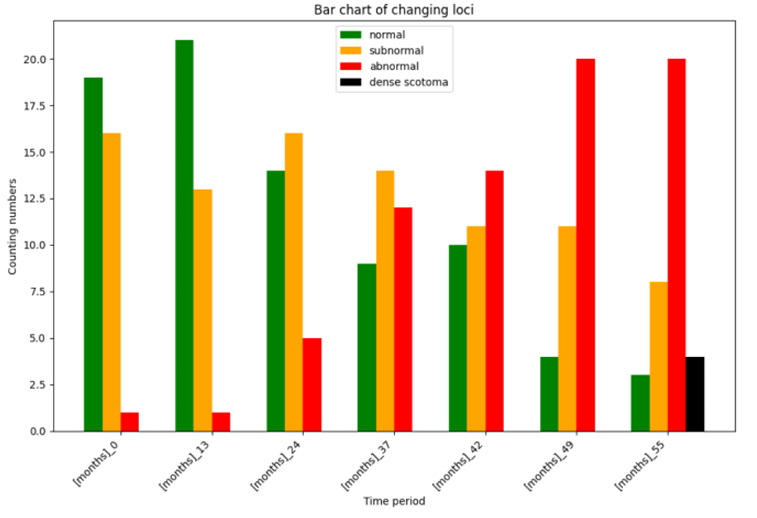 Bar chart of changing loci
normal
subnormal
abnormal
dense scotoma
Counting numbers
20.0
17.5
15.0
12.5
10.0
7.5
5.0
2.5
0.0
[months]_0
[months]_13
[months]_24
[months]_37
[months]_42
[months]_49
[months]_55
Time period